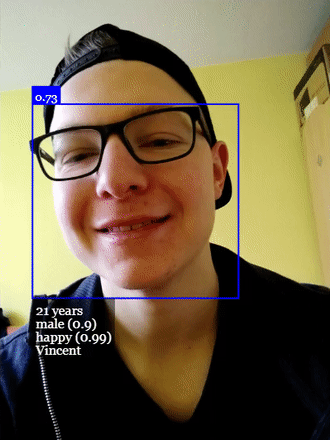 0.73
21 years
male (0.9)
happy (0.99)
Vincent